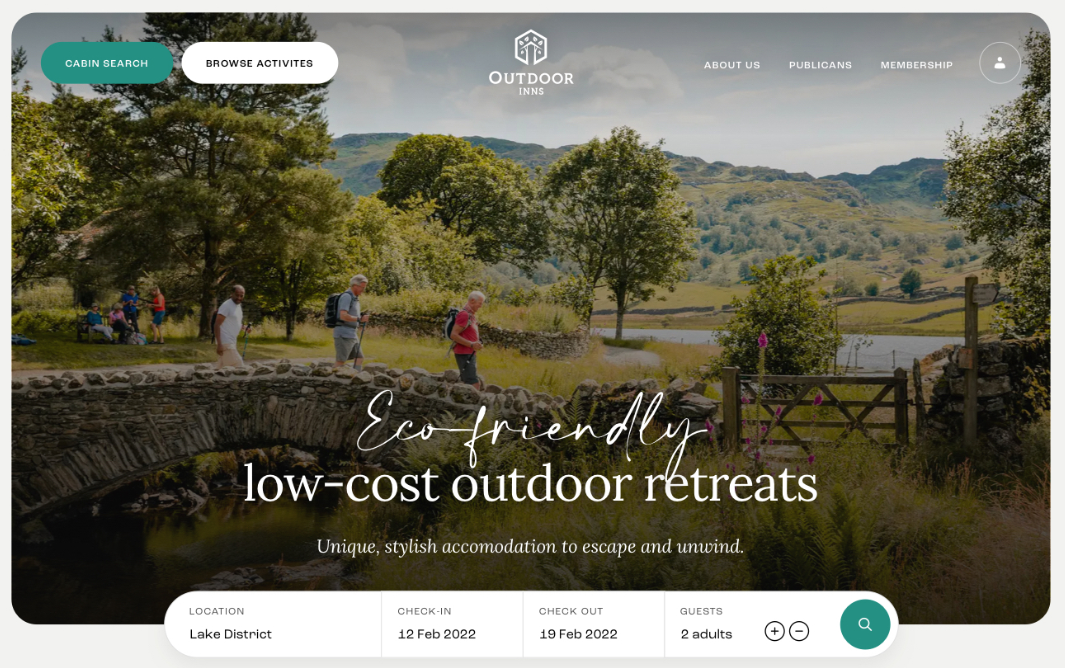 CABIN SEARCH
BROWSE ACTIVITES
OUTDOOR
INNS
ABOUT US
PUBLICANS
MEMBERSHIP
Eco-friendly
low-cost outdoor retreats
Unique, stylish accomodation to escape and unwind.
LOCATION
CHECK-IN
CHECK OUT
GUESTS
Lake District
12 Feb 2022
19 Feb 2022
2 adults